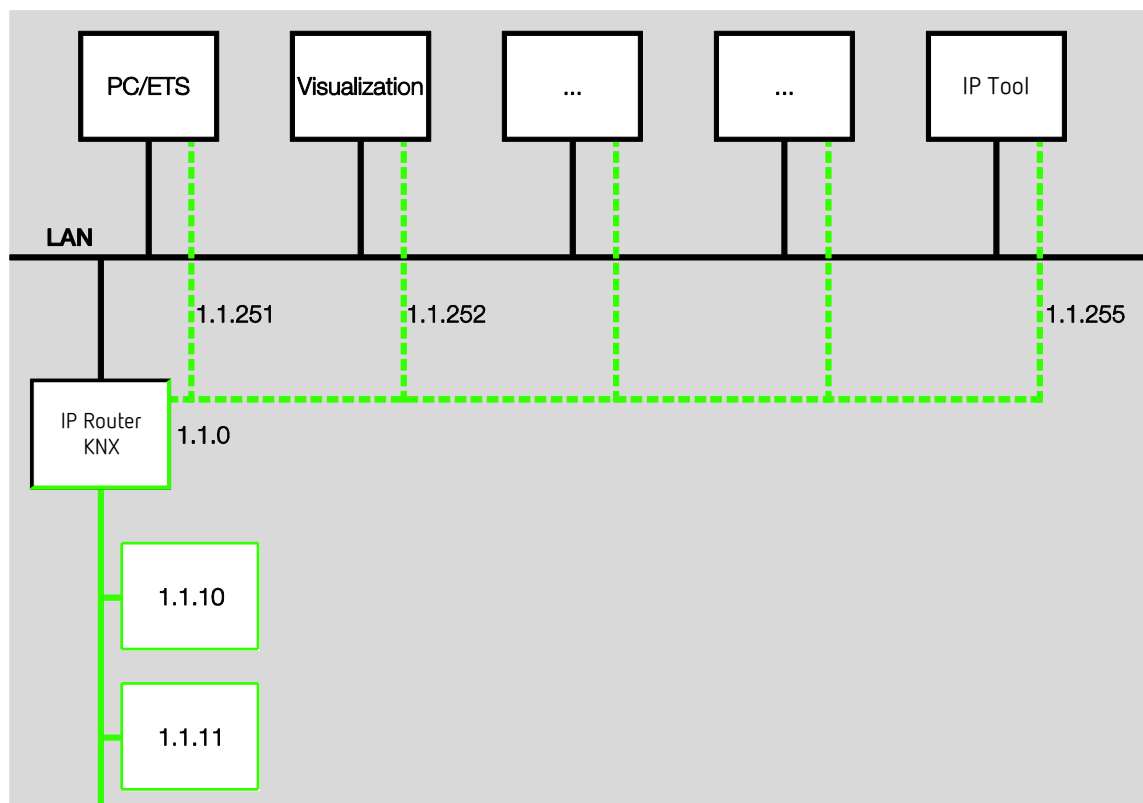 PC/ETS
Visualization
...
...
IP Tool
LAN
1.1.251
1.1.252
1.1.255
IP Router
KNX
1.1.0
1.1.10
1.1.11